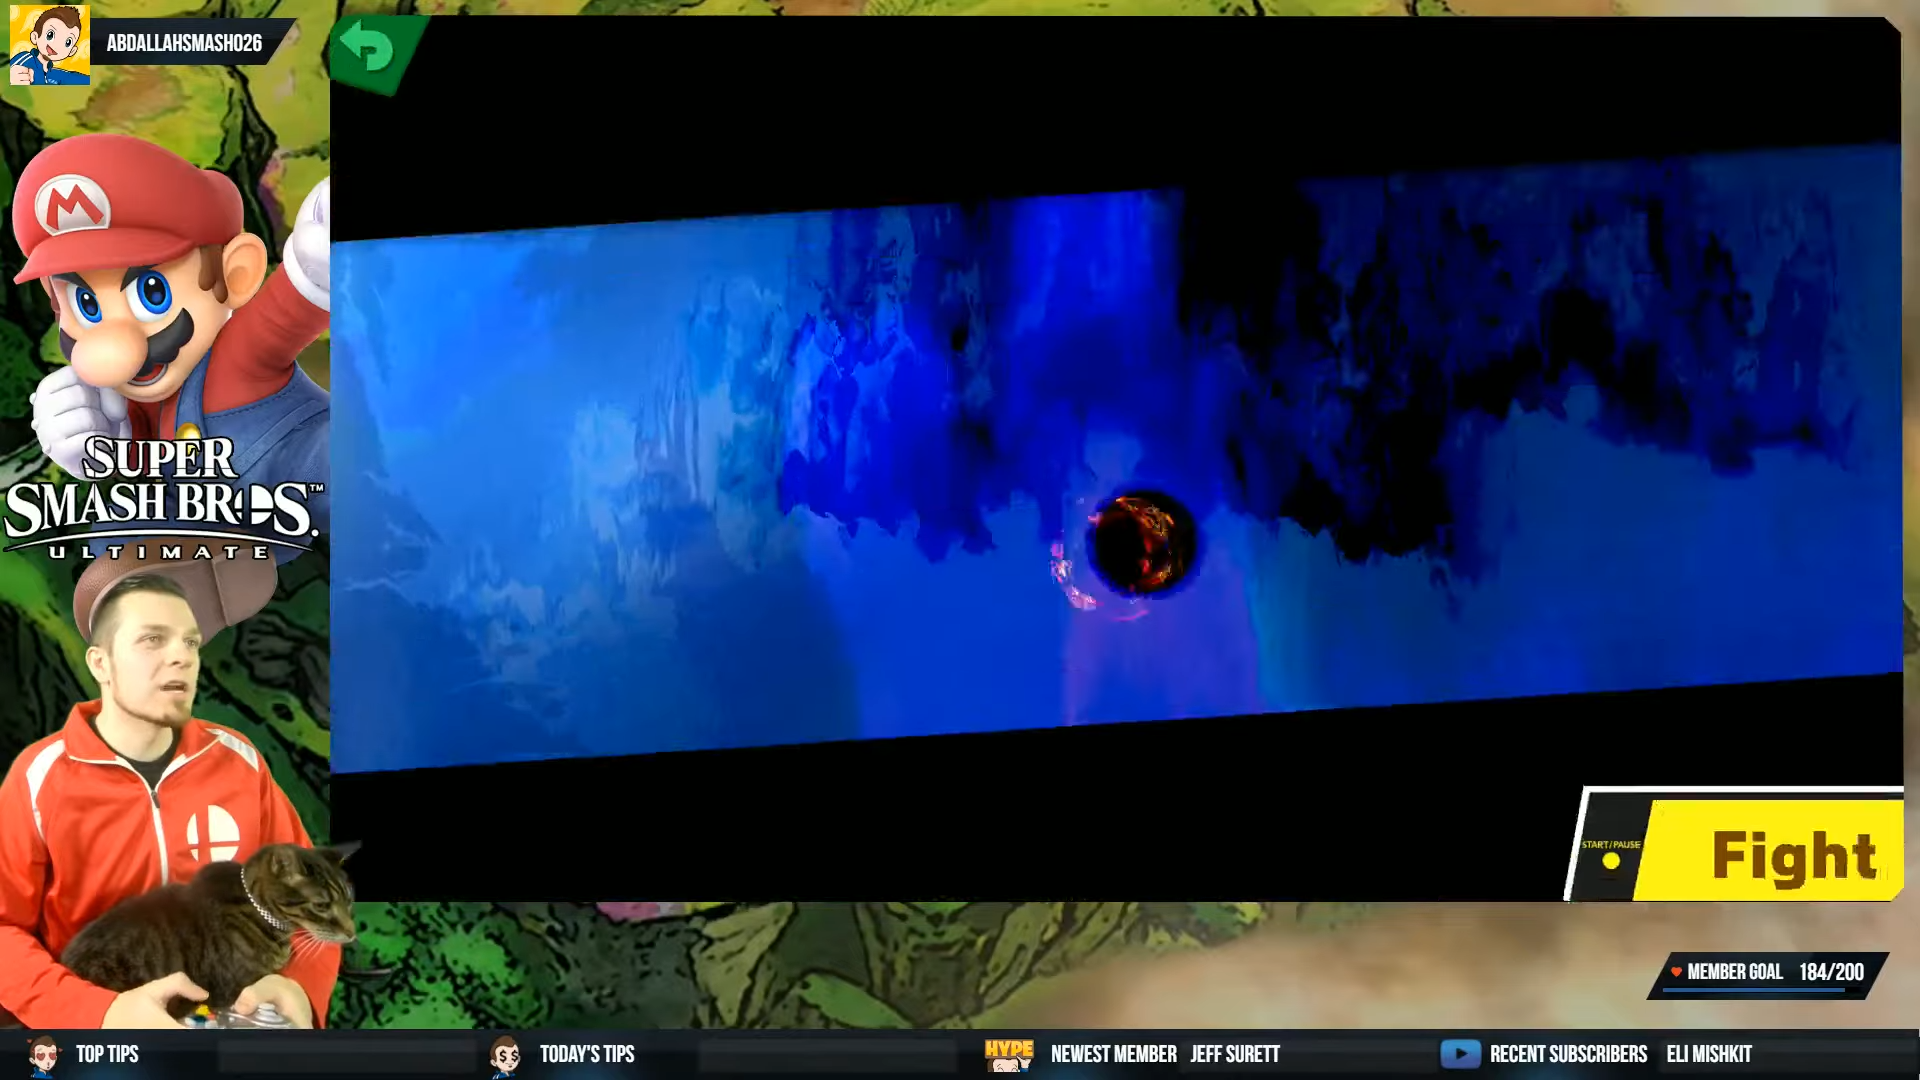 ABDALLAHSMASH026
M
SUPER
SMASH BROS.™
ULTIMATE
START/PAUSE
Fight
MEMBER GOAL 184/200
TOP TIPS
TODAY'S TIPS
HYPE
NEWEST MEMBER JEFF SURETT
RECENT SUBSCRIBERS ELI MISHKIT